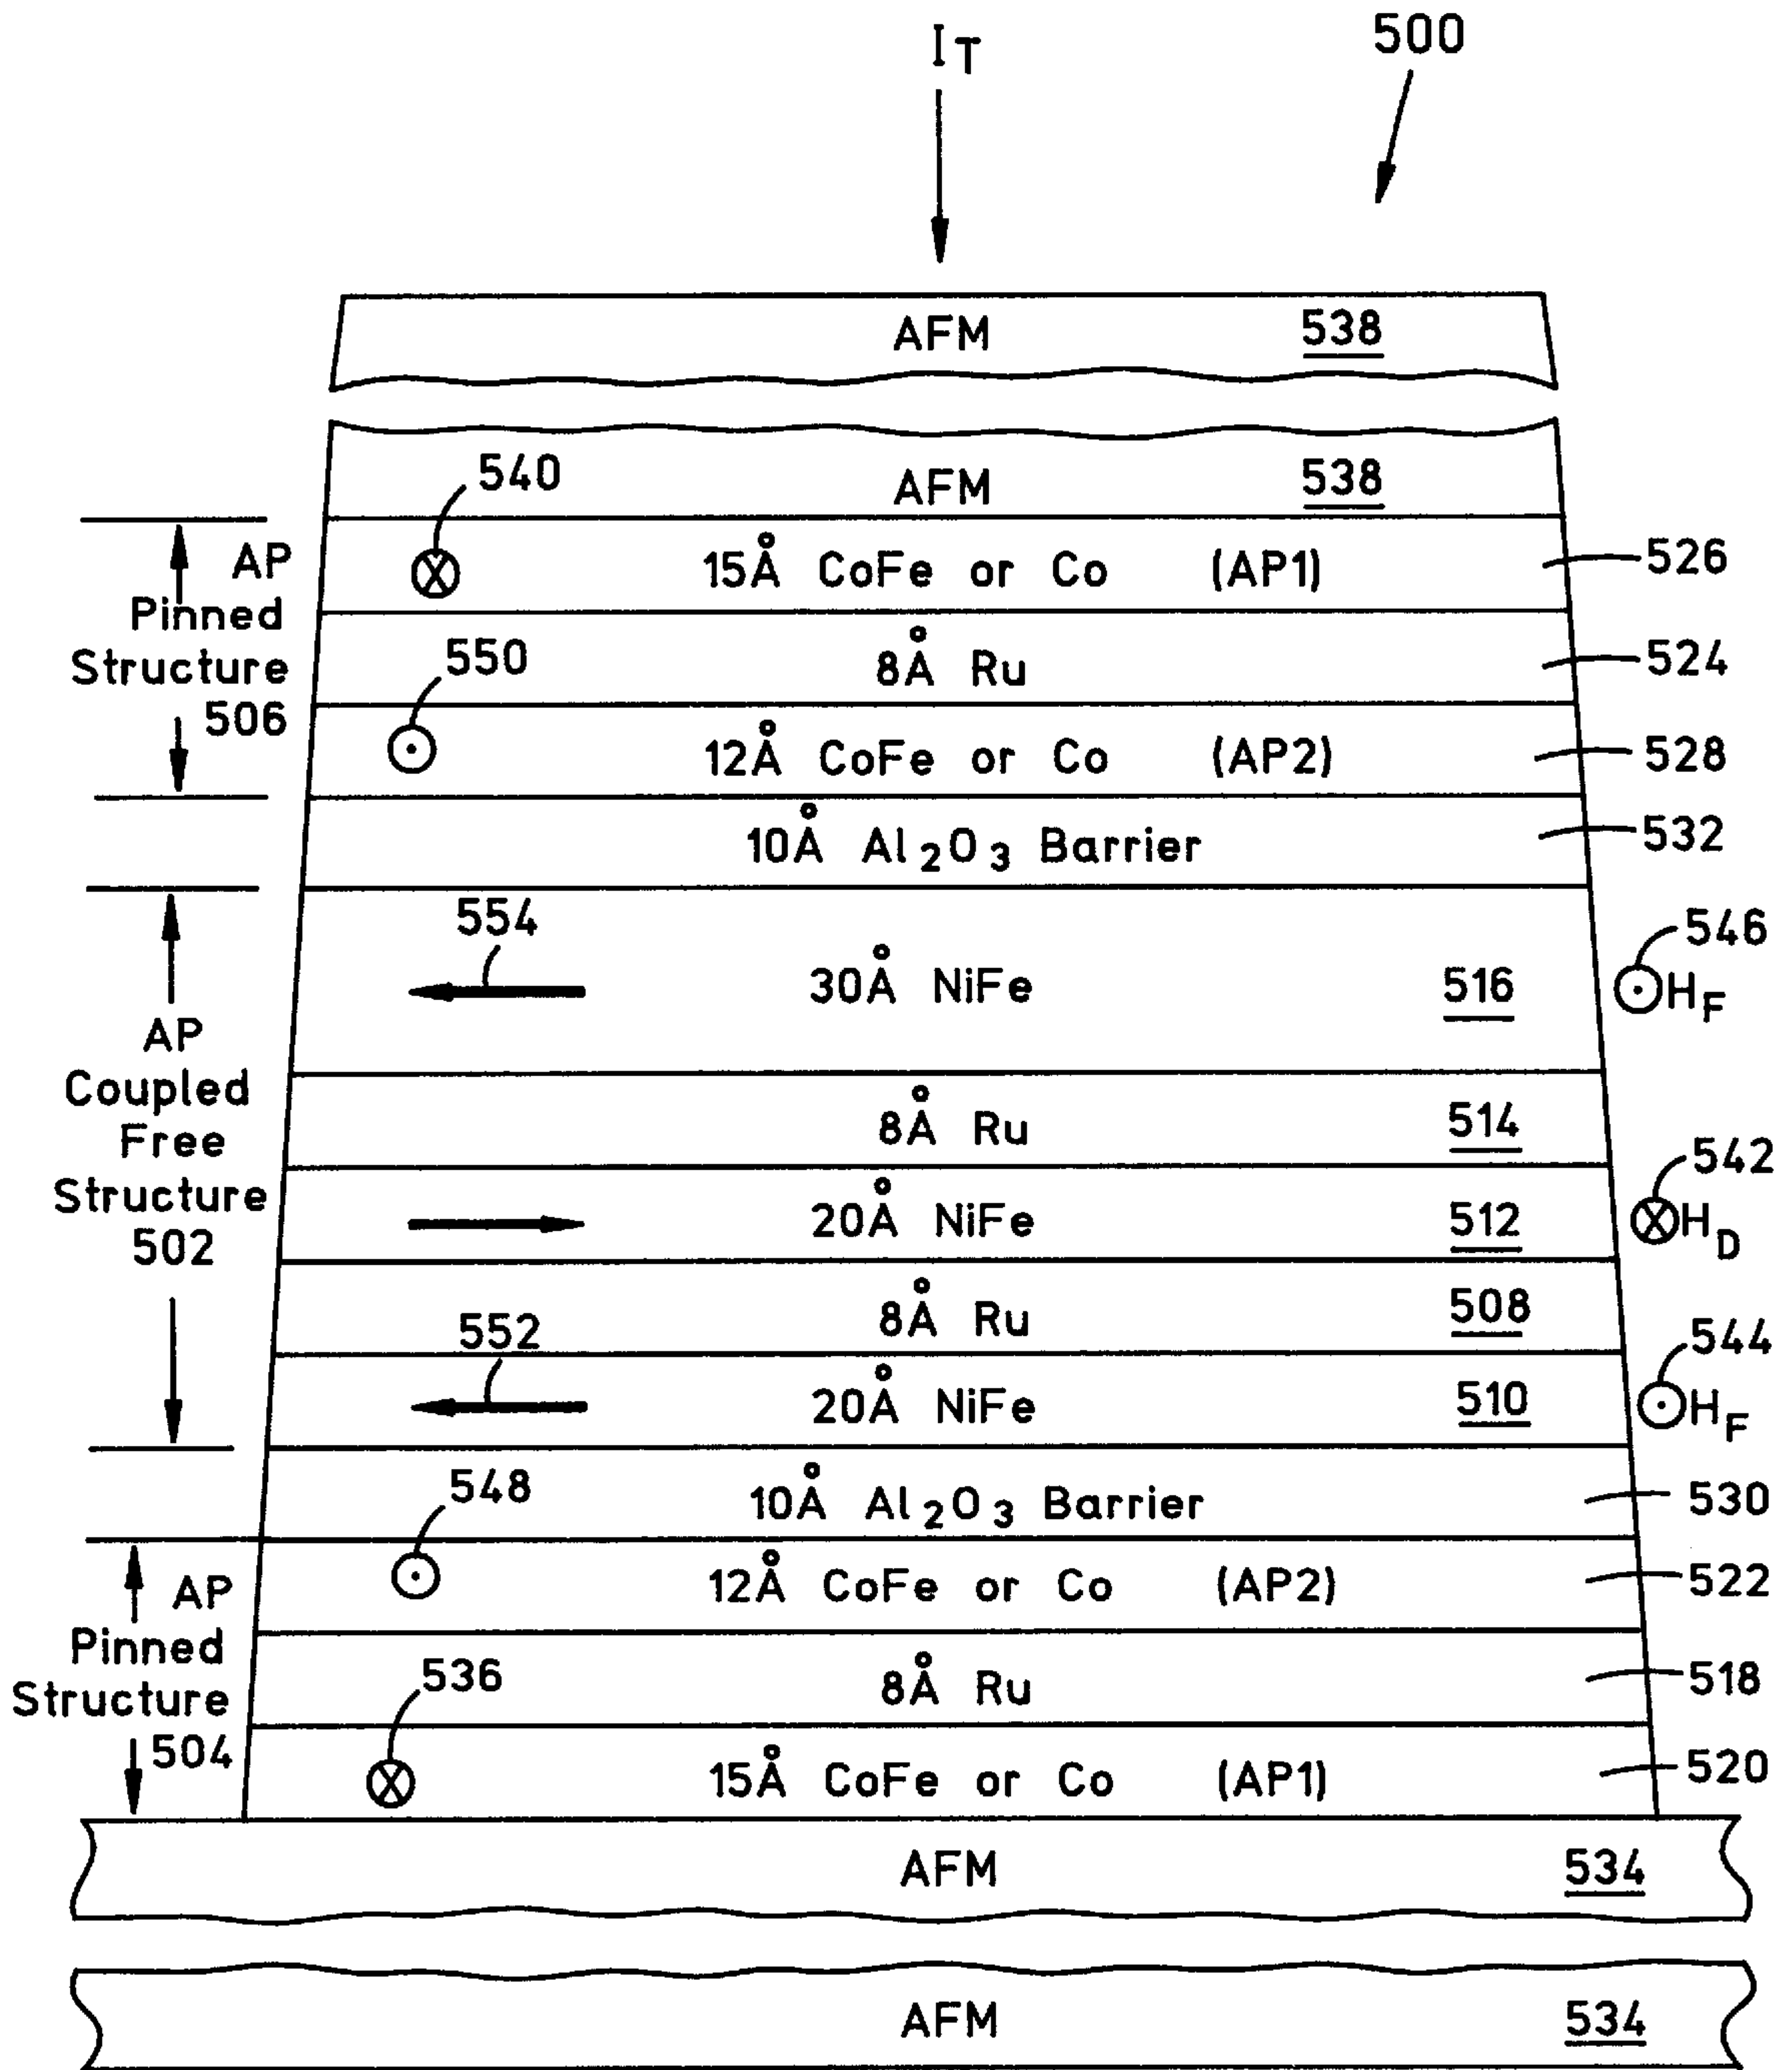 I_T
500
AFM 538
AFM 538
540
AP Pinned Structure 506
15Å CoFe or Co (AP1) 526
8Å Ru 524
550
12Å CoFe or Co (AP2) 528
10Å Al₂O₃ Barrier 532
AP Coupled Free Structure 502
554
30Å NiFe 516
546
H_F
8Å Ru 514
542
20Å NiFe 512
H_D
8Å Ru 508
552
544
20Å NiFe 510
H_F
548
10Å Al₂O₃ Barrier 530
AP Pinned Structure 504
12Å CoFe or Co (AP2) 522
536
8Å Ru 518
15Å CoFe or Co (AP1) 520
AFM 534
AFM 534